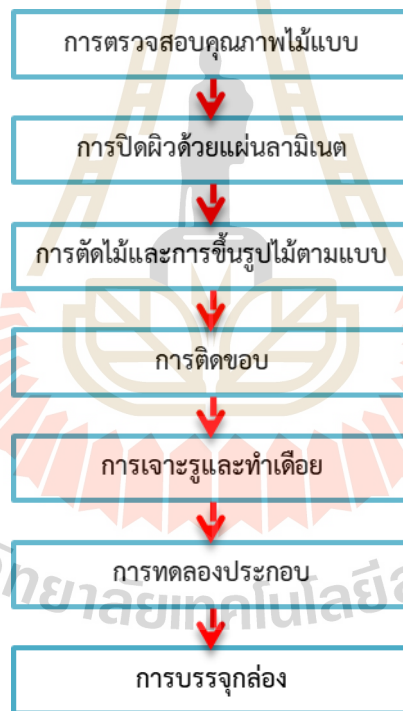 การตรวจสอบคุณภาพไม้แบบ
การปิดผิวด้วยแผ่นลามิเนต
การตัดไม้และการขึ้นรูปไม้ตามแบบ
การติดขอบ
การเจาะรูและทำเดือย
การทดลองประกอบ
การบรรจุกล่อง